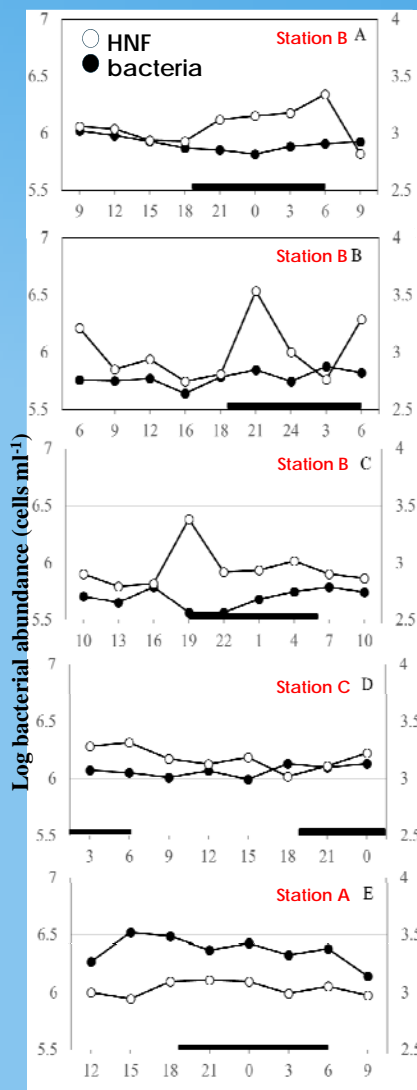 HNF
bacteria
Log bacterial abundance (cells ml-1)
Station B A
7 4
6.5 3.5
6 3
5.5 2.5
9 12 15 18 21 0 3 6 9
Station B B
7 4
6.5 3.5
6 3
5.5 2.5
6 9 12 16 18 21 24 3 6
Station B C
7 4
6.5 3.5
6 3
5.5 2.5
10 13 16 19 22 1 4 7 10
Station C D
7 4
6.5 3.5
6 3
5.5 2.5
3 6 9 12 15 18 21 0
Station A E
7 4
6.5 3.5
6 3
5.5 2.5
12 15 18 21 0 3 6 9